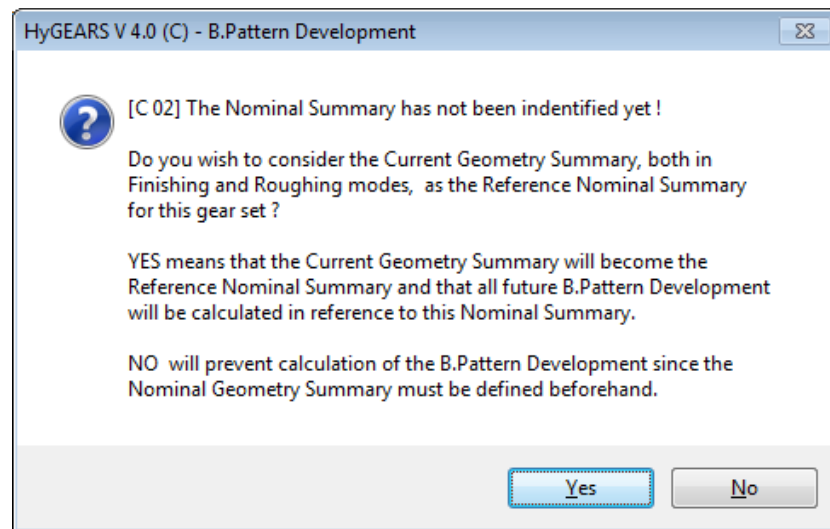 HyGEARS V 4.0 (C) - B.Pattern Development
[C 02] The Nominal Summary has not been indentified yet !
Do you wish to consider the Current Geometry Summary, both in
Finishing and Roughing modes,  as the Reference Nominal Summary
for this gear set ?
YES means that the Current Geometry Summary will become the
Reference Nominal Summary and that all future B.Pattern Development
will be calculated in reference to this Nominal Summary.
NO  will prevent calculation of the B.Pattern Development since the
Nominal Geometry Summary must be defined beforehand.
Yes
No